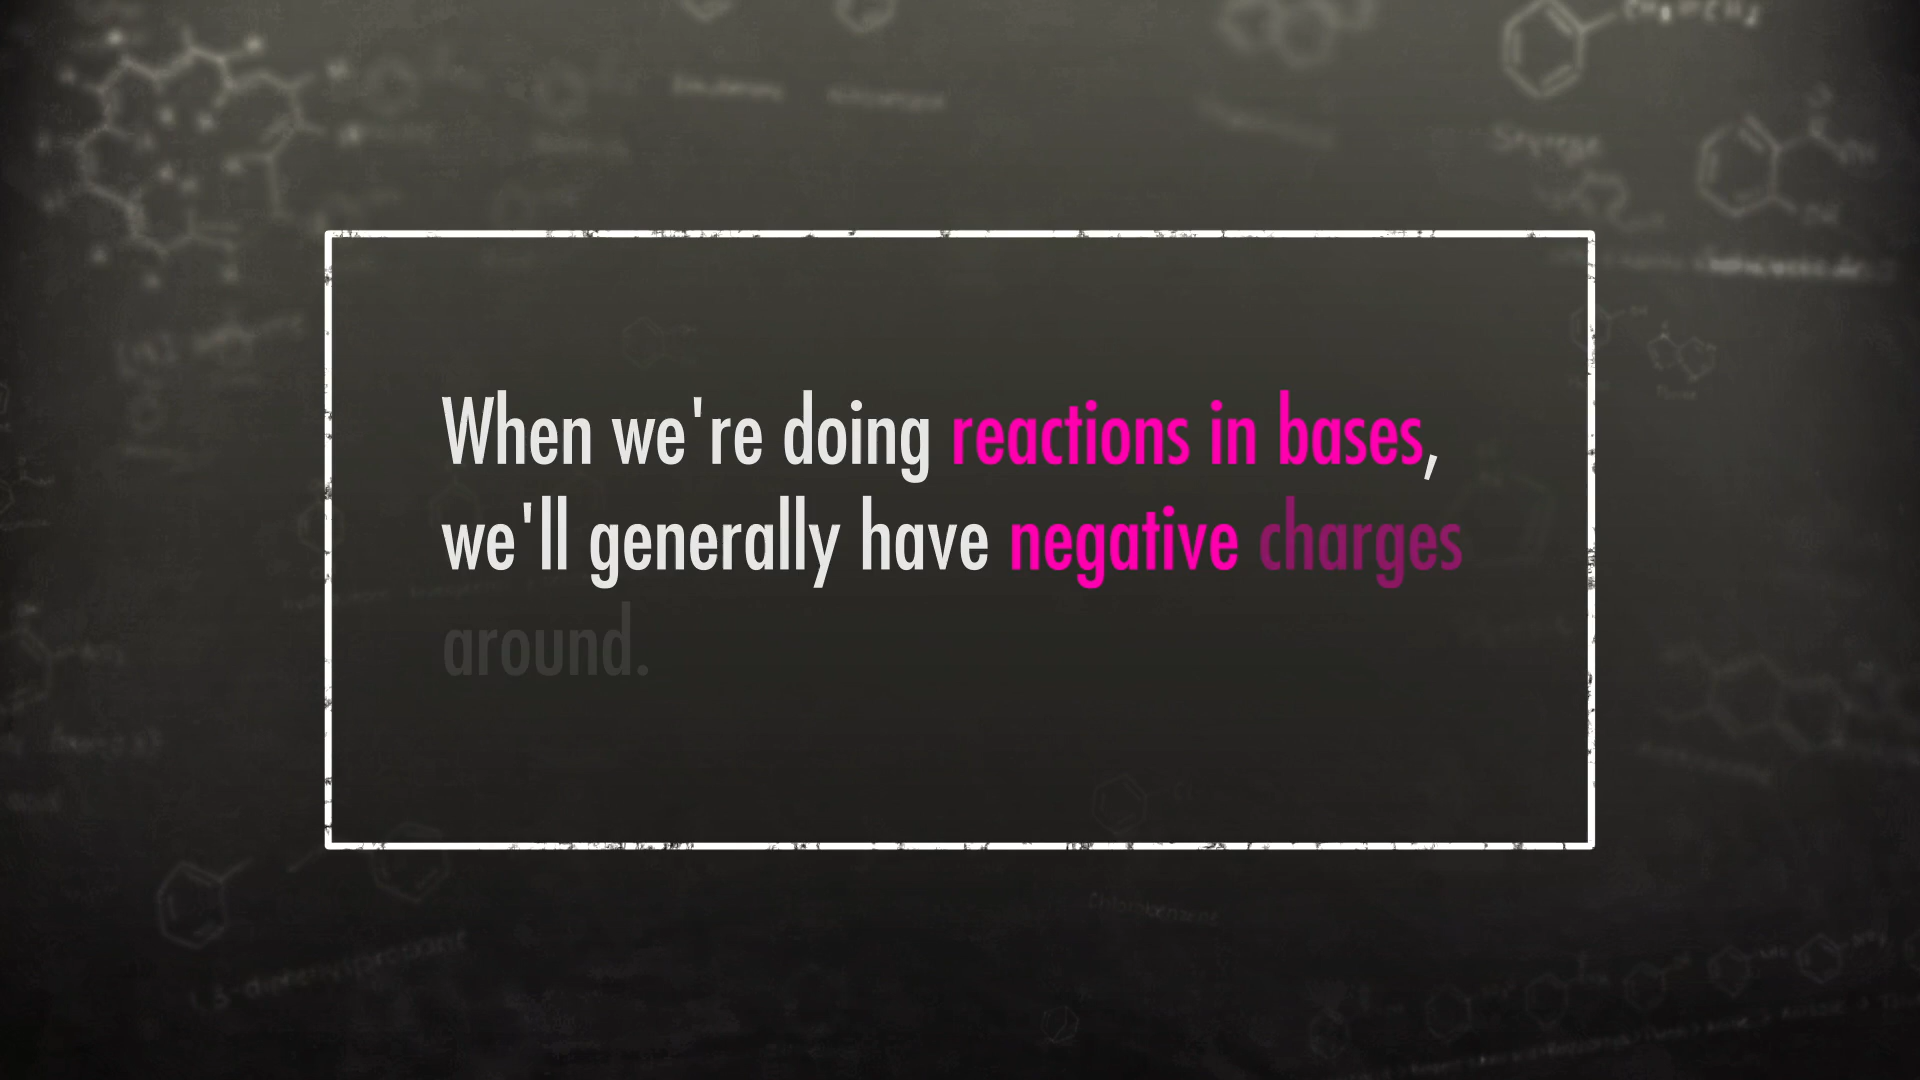 When we're doing reactions in bases,
we'll generally have negative charges
around.